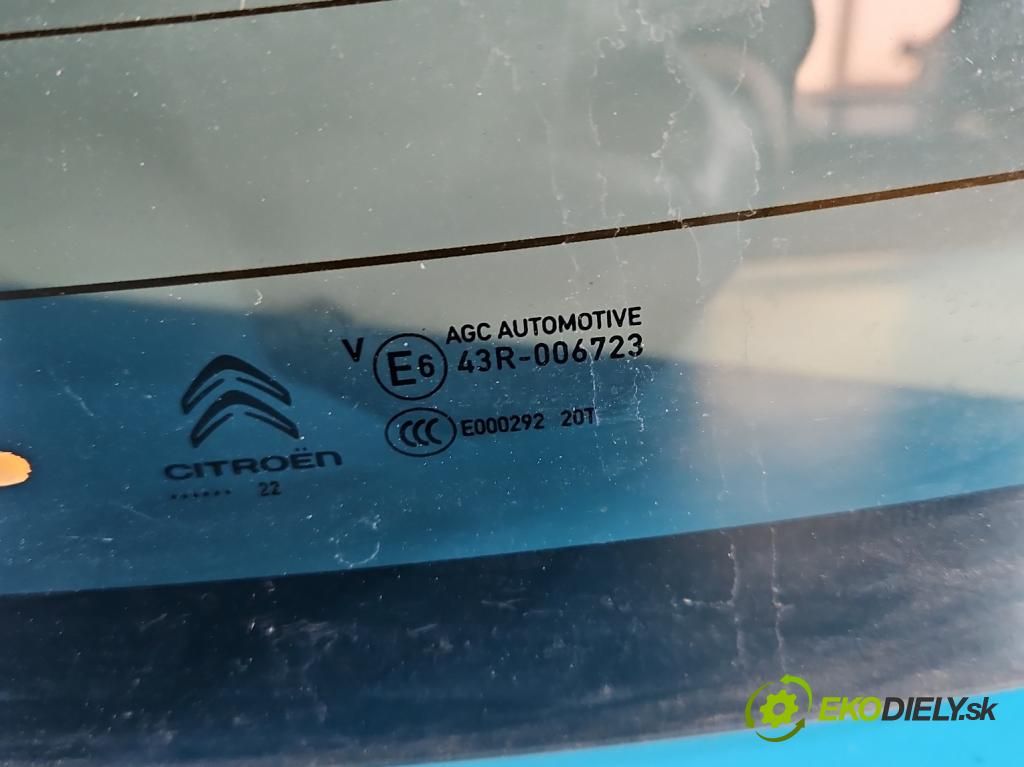 AGC AUTOMOTIVE
V E6 43R-006723
CCC E000292 20T
CITROËN
...... 22
EKODIELY.sk